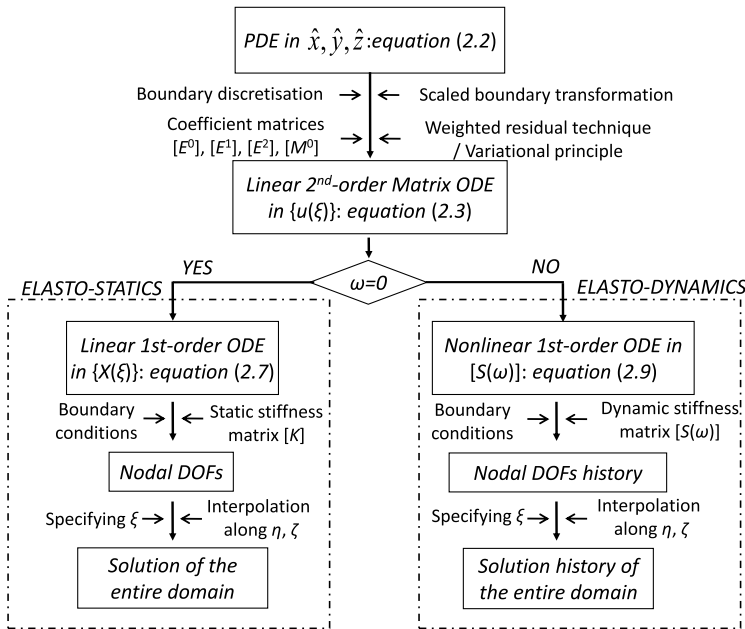 PDE in x̂, ŷ, ẑ:equation (2.2)
Boundary discretisation
Scaled boundary transformation
Coefficient matrices
[E⁰], [E¹], [E²], [M⁰]
Weighted residual technique
/ Variational principle
Linear 2ⁿᵈ-order Matrix ODE
in {u(ξ)}: equation (2.3)
YES
ω=0
NO
ELASTO-STATICS
ELASTO-DYNAMICS
Linear 1st-order ODE
in {X(ξ)}: equation (2.7)
Boundary
conditions
Static stiffness
matrix [K]
Nodal DOFs
Specifying ξ
Interpolation
along η, ζ
Solution of the
entire domain
Nonlinear 1st-order ODE in
[S(ω)]: equation (2.9)
Boundary
conditions
Dynamic stiffness
matrix [S(ω)]
Nodal DOFs history
Specifying ξ
Interpolation
along η, ζ
Solution history of
the entire domain